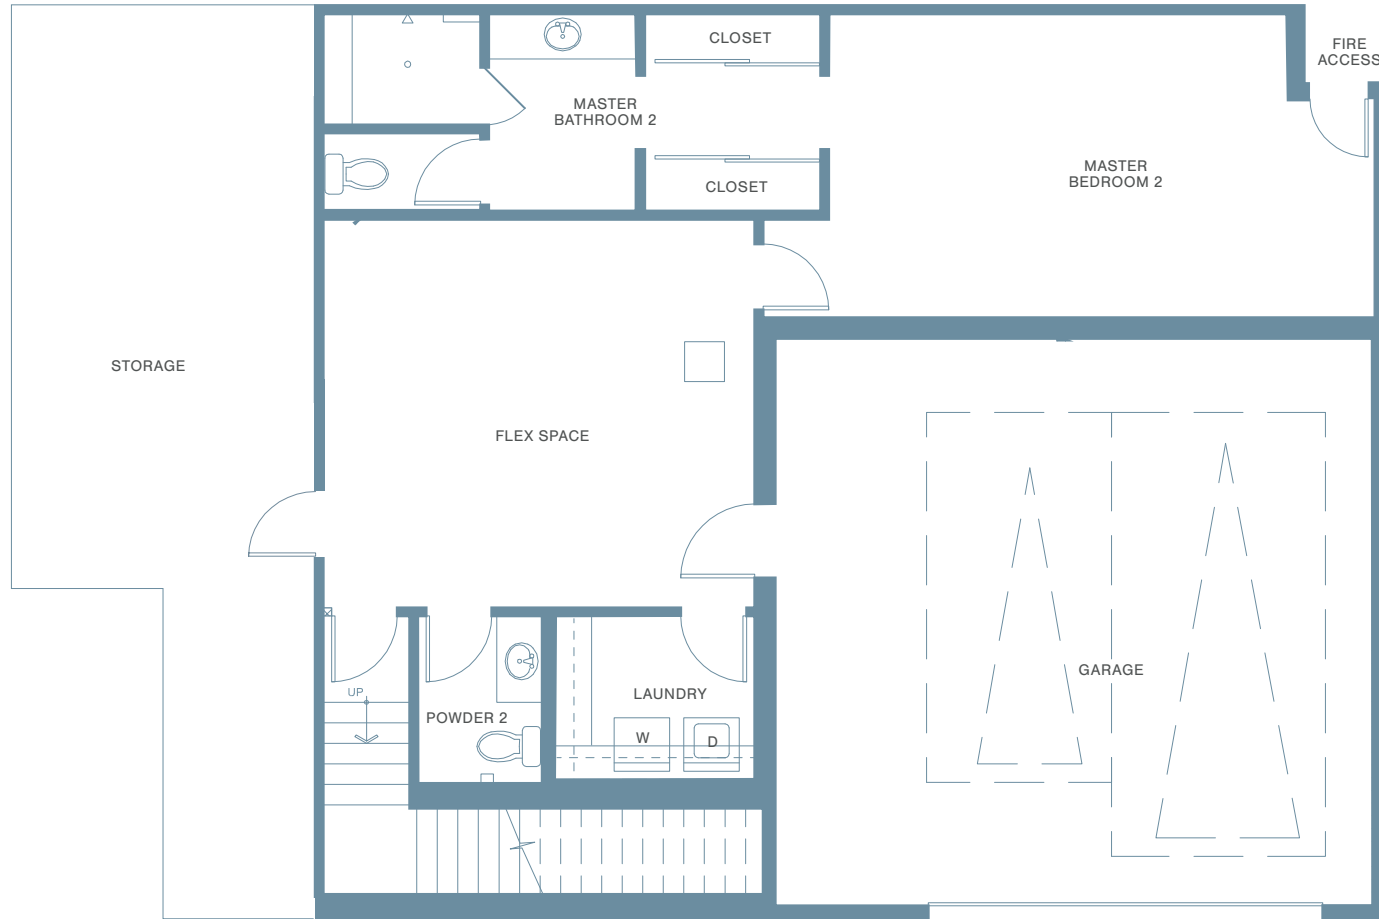 CLOSET
FIRE
ACCESS
MASTER
BATHROOM 2
MASTER
BEDROOM 2
CLOSET
STORAGE
FLEX SPACE
GARAGE
UP
LAUNDRY
POWDER 2
W
D